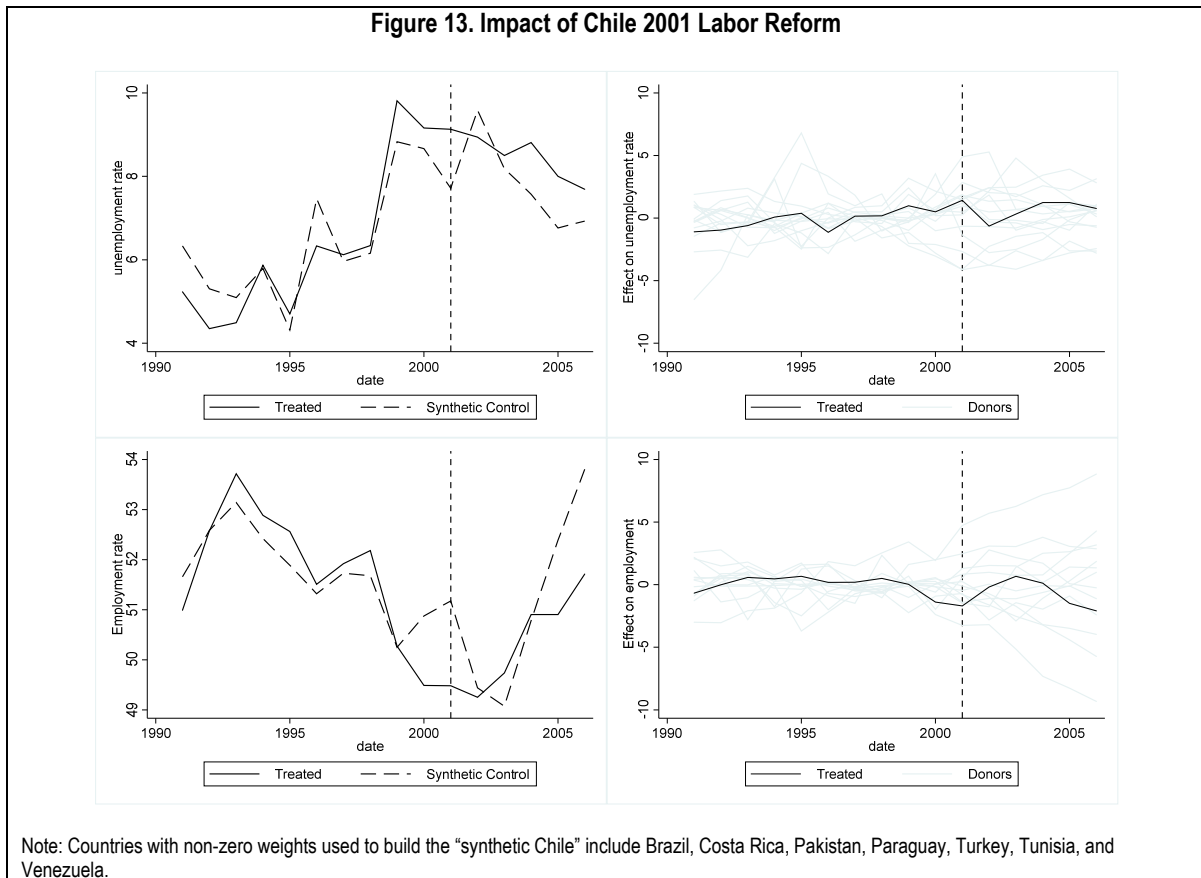 Figure 13. Impact of Chile 2001 Labor Reform
unemployment rate
10
8
6
4
1990 1995 2000 2005
date
Treated Synthetic Control
Effect on unemployment rate
10
5
0
-5
-10
1990 1995 2000 2005
date
Treated Donors
Employment rate
54
53
52
51
50
49
1990 1995 2000 2005
date
Treated Synthetic Control
Effect on employment
10
5
0
-5
-10
1990 1995 2000 2005
date
Treated Donors
Note: Countries with non-zero weights used to build the “synthetic Chile” include Brazil, Costa Rica, Pakistan, Paraguay, Turkey, Tunisia, and
Venezuela.